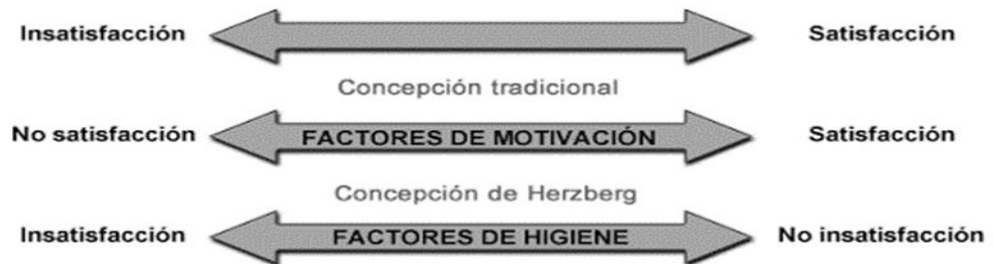 Insatisfacción Satisfacción
Concepción tradicional
No satisfacción FACTORES DE MOTIVACIÓN Satisfacción
Concepción de Herzberg
Insatisfacción FACTORES DE HIGIENE No insatisfacción